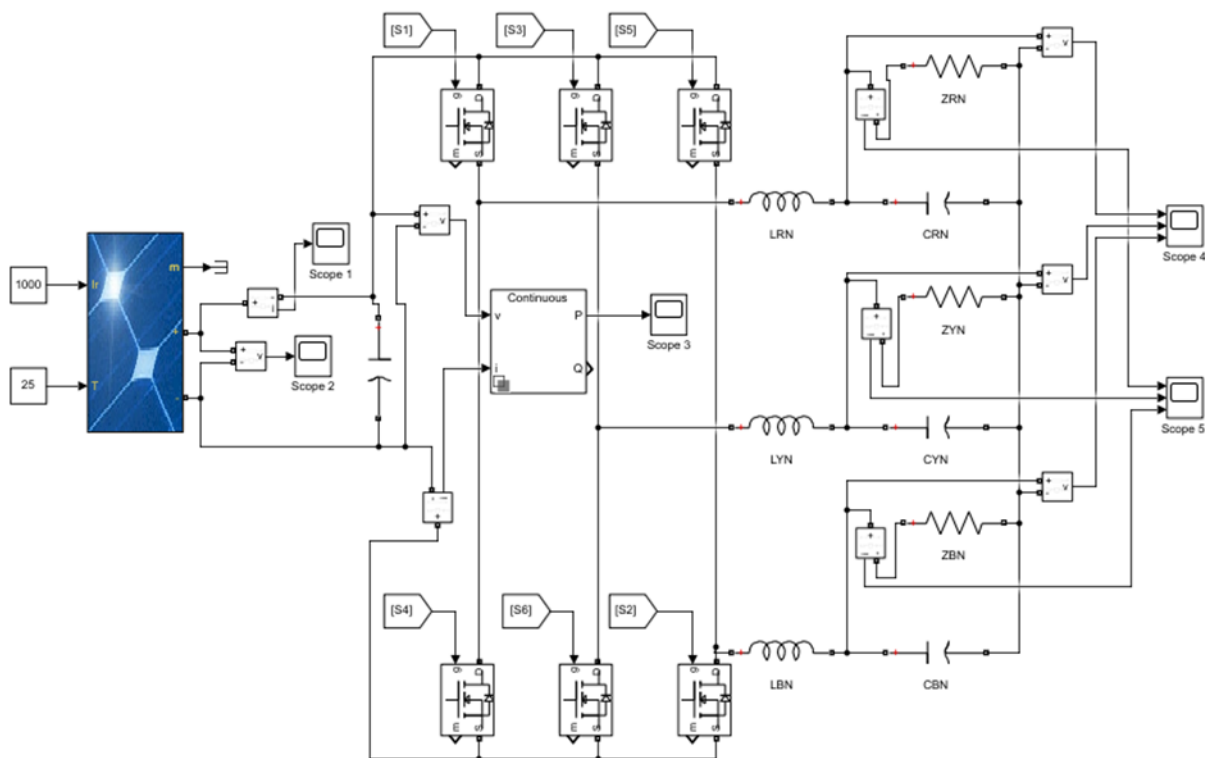 [S1]
[S3]
[S5]
g
D
m
S
g
D
m
S
g
D
m
S
+
-
v
ZRN
+
LRN
+
CRN
+
1000
Ir
m
T
+
-
25
+
-
i
Scope 1
+
-
v
Scope 2
+
-
v
Continuous
v
P
i
Q
Scope 3
+
-
v
ZYN
+
Scope 4
LYN
+
CYN
+
Scope 5
+
-
v
ZBN
+
[S4]
[S6]
[S2]
g
D
m
S
g
D
m
S
g
D
m
S
LBN
+
CBN
+